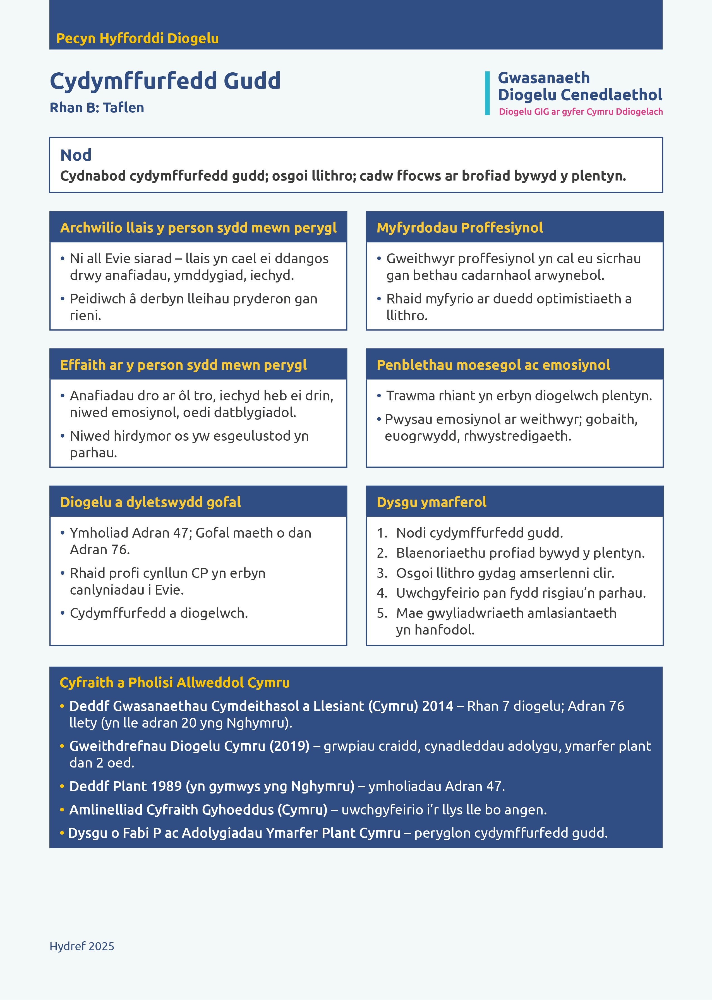 Pecyn Hyfforddi Diogelu
Cydymffurfedd Gudd
Rhan B: Taflen
Gwasanaeth
Diogelu Cenedlaethol
Diogelu GIG ar gyfer Cymru Ddiogelach
Nod
Cydnabod cydymffurfedd gudd; osgoi llithro; cadw ffocws ar brofiad bywyd y plentyn.
Archwilio llais y person sydd mewn perygl
• Ni all Evie siarad – llais yn cael ei ddangos
drwy anafiadau, ymddygiad, iechyd.
• Peidiwch â derbyn lleihau pryderon gan
rieni.
Myfyrdodau Proffesiynol
• Gweithwyr proffesiynol yn cal eu sicrhau
gan bethau cadarnhaol arwynebol.
• Rhaid myfyrio ar duedd optimistiaeth a
llithro.
Effaith ar y person sydd mewn perygl
• Anafiadau dro ar ôl tro, iechyd heb ei drin,
niwed emosiynol, oedi datblygiadol.
• Niwed hirdymor os yw esgeulustod yn
parhau.
Penblethau moesegol ac emosiynol
• Trawma rhiant yn erbyn diogelwch plentyn.
• Pwysau emosiynol ar weithwyr; gobaith,
euogrwydd, rhwystredigaeth.
Diogelu a dyletswydd gofal
• Ymholiad Adran 47; Gofal maeth o dan
Adran 76.
• Rhaid profi cynllun CP yn erbyn
canlyniadau i Evie.
• Cydymffurfedd a diogelwch.
Dysgu ymarferol
1. Nodi cydymffurfedd gudd.
2. Blaenoriaethu profiad bywyd y plentyn.
3. Osgoi llithro gydag amserlenni clir.
4. Uwchgyfeirio pan fydd risgiau’n parhau.
5. Mae gwyliadwriaeth amlasiantaeth
yn hanfodol.
Cyfraith a Pholisi Allweddol Cymru
• Deddf Gwasanaethau Cymdeithasol a Llesiant (Cymru) 2014 – Rhan 7 diogelu; Adran 76
llety (yn lle adran 20 yng Nghymru).
• Gweithdrefnau Diogelu Cymru (2019) – grwpiau craidd, cynadleddau adolygu, ymarfer plant
dan 2 oed.
• Deddf Plant 1989 (yn gymwys yng Nghymru) – ymholiadau Adran 47.
• Amlinelliad Cyfraith Gyhoeddus (Cymru) – uwchgyfeirio i’r llys lle bo angen.
• Dysgu o Fabi P ac Adolygiadau Ymarfer Plant Cymru – peryglon cydymffurfedd gudd.
Hydref 2025